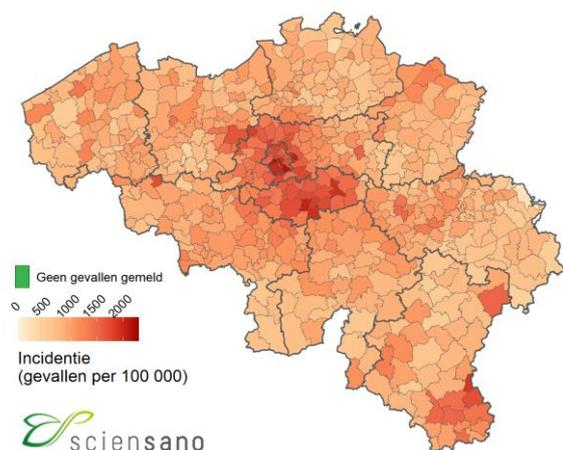 Geen gevallen gemeld
0 500 1000 1500 2000
Incidentie
(gevallen per 100 000)
sciensano